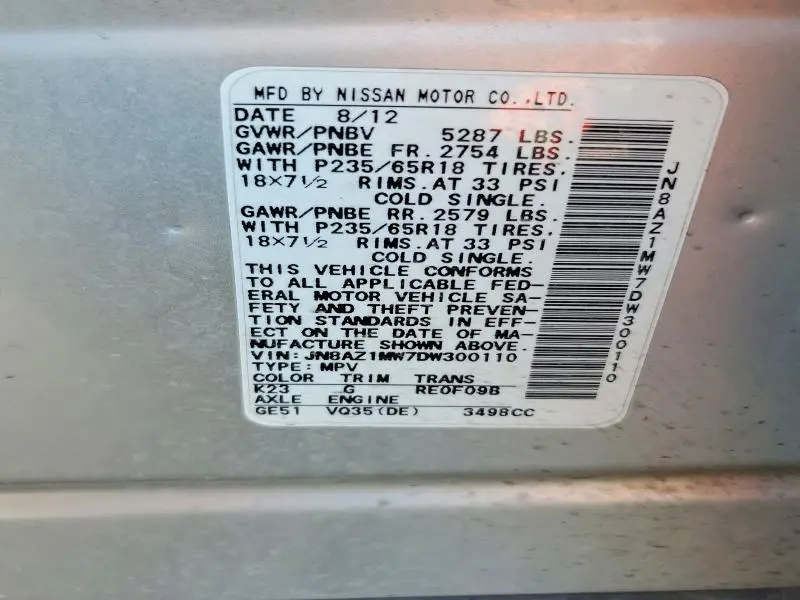 MFD BY NISSAN MOTOR CO.,LTD.
DATE 8/12
GVWR/PNBV 5287 LBS.
GAWR/PNBE FR. 2754 LBS.
WITH P235/65R18 TIRES,
18X7½ RIMS.AT 33 PSI
COLD SINGLE.
GAWR/PNBE RR. 2579 LBS.
WITH P235/65R18 TIRES.
18X7½ RIMS.AT 33 PSI
COLD SINGLE.
THIS VEHICLE CONFORMS
TO ALL APPLICABLE FED-
ERAL MOTOR VEHICLE SA-
FETY AND THEFT PREVEN-
TION STANDARDS IN EFF-
ECT ON THE DATE OF MA-
NUFACTURE SHOWN ABOVE.
VIN:JN8AZ1MW7DW300110
TYPE:MPV
COLOR TRIM TRANS
K23 G RE0F09B
AXLE ENGINE
GE51 VQ35(DE) 3498CC
JN8AZ1MW7DW300110